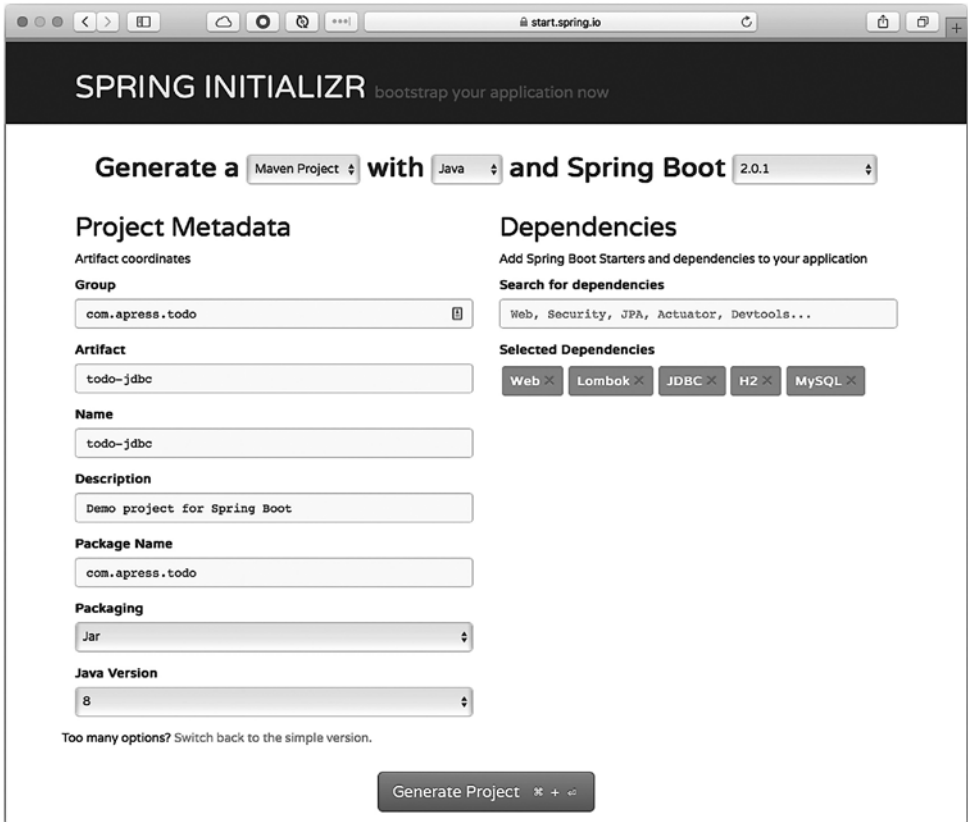 start.spring.io
SPRING INITIALIZR bootstrap your application now
Generate a Maven Project with Java and Spring Boot 2.0.1
Project Metadata
Artifact coordinates
Group
com.apress.todo
Artifact
todo-jdbc
Name
todo-jdbc
Description
Demo project for Spring Boot
Package Name
com.apress.todo
Packaging
Jar
Java Version
8
Too many options? Switch back to the simple version.
Dependencies
Add Spring Boot Starters and dependencies to your application
Search for dependencies
Web, Security, JPA, Actuator, Devtools...
Selected Dependencies
Web × Lombok × JDBC × H2 × MySQL ×
Generate Project ⌘ + ⏎